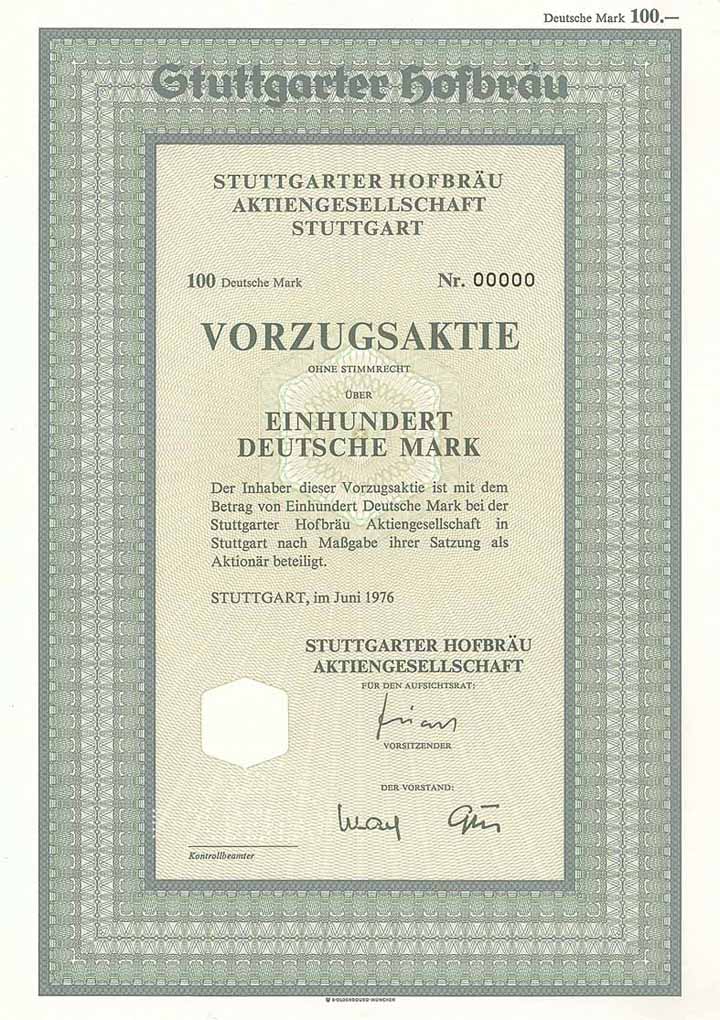 Deutsche Mark 100.—
Stuttgarter Hofbräu
STUTTGARTER HOFBRÄU
AKTIENGESELLSCHAFT
STUTTGART
100 Deutsche Mark Nr. 00000
VORZUGSAKTIE
OHNE STIMMRECHT
ÜBER
EINHUNDERT
DEUTSCHE MARK
Der Inhaber dieser Vorzugsaktie ist mit dem
Betrag von Einhundert Deutsche Mark bei der
Stuttgarter Hofbräu Aktiengesellschaft in
Stuttgart nach Maßgabe ihrer Satzung als
Aktionär beteiligt.
STUTTGART, im Juni 1976
STUTTGARTER HOFBRÄU
AKTIENGESELLSCHAFT
FÜR DEN AUFSICHTSRAT:
VORSITZENDER
DER VORSTAND:
Kontrollbeamter
R·OLDENBOURG·MÜNCHEN